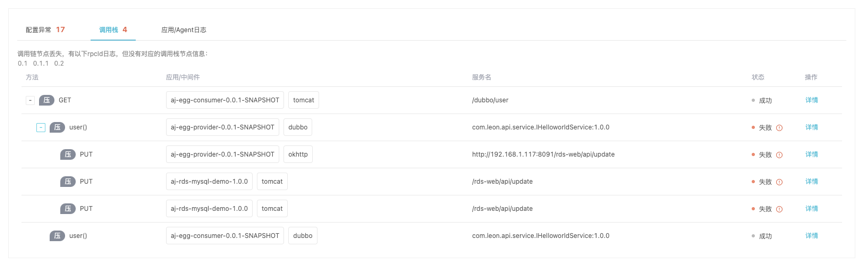 配置异常 17 调用栈 4 应用/Agent日志
调用链节点丢失，有以下rpcId日志，但没有对应的调用栈节点信息：
0.1 0.1.1 0.2
方法 应用/中间件 服务名 状态 操作
- 压 GET aj-egg-consumer-0.0.1-SNAPSHOT tomcat /dubbo/user 成功 详情
- 压 user() aj-egg-provider-0.0.1-SNAPSHOT dubbo com.leon.api.service.IHelloworldService:1.0.0 失败 详情
压 PUT aj-egg-provider-0.0.1-SNAPSHOT okhttp http://192.168.1.117:8091/rds-web/api/update 失败 详情
压 PUT aj-rds-mysql-demo-1.0.0 tomcat /rds-web/api/update 失败 详情
压 PUT aj-rds-mysql-demo-1.0.0 tomcat /rds-web/api/update 失败 详情
压 user() aj-egg-consumer-0.0.1-SNAPSHOT dubbo com.leon.api.service.IHelloworldService:1.0.0 成功 详情